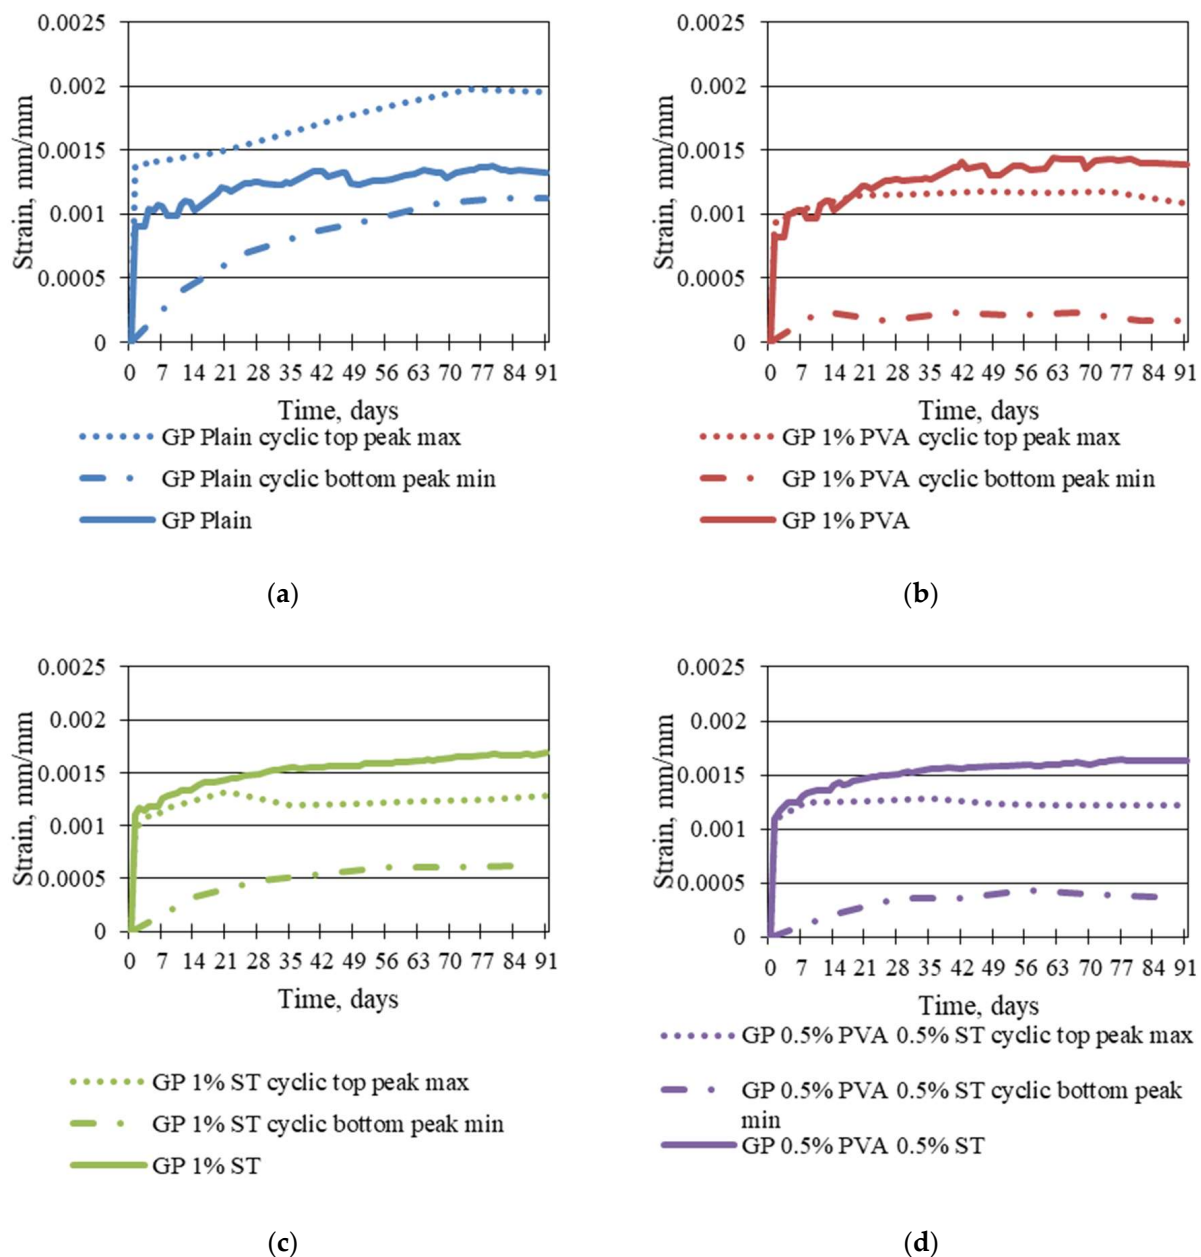 0.0025
0.002
0.0015
0.001
0.0005
0
Strain, mm/mm
0 7 14 21 28 35 42 49 56 63 70 77 84 91
Time, days
GP Plain cyclic top peak max
GP Plain cyclic bottom peak min
GP Plain
(a)
0.0025
0.002
0.0015
0.001
0.0005
0
Strain, mm/mm
0 7 14 21 28 35 42 49 56 63 70 77 84 91
Time, days
GP 1% PVA cyclic top peak max
GP 1% PVA cyclic bottom peak min
GP 1% PVA
(b)
0.0025
0.002
0.0015
0.001
0.0005
0
Strain, mm/mm
0 7 14 21 28 35 42 49 56 63 70 77 84 91
Time, days
GP 1% ST cyclic top peak max
GP 1% ST cyclic bottom peak min
GP 1% ST
(c)
0.0025
0.002
0.0015
0.001
0.0005
0
Strain, mm/mm
0 7 14 21 28 35 42 49 56 63 70 77 84 91
Time, days
GP 0.5% PVA 0.5% ST cyclic top peak max
GP 0.5% PVA 0.5% ST cyclic bottom peak
min
GP 0.5% PVA 0.5% ST
(d)